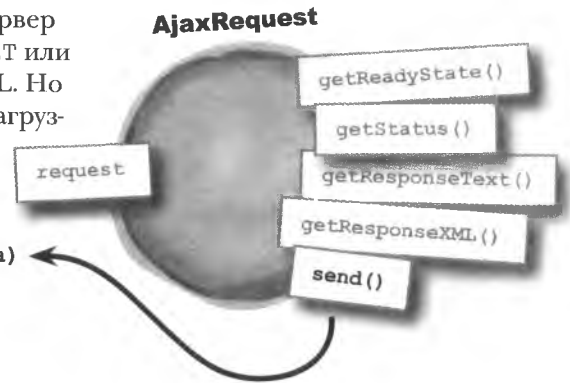 рвер
Т или
L. Но
агруз-
AjaxRequest
request
getReadyState()
getStatus()
getResponseText()
getResponseXML()
send()
a)